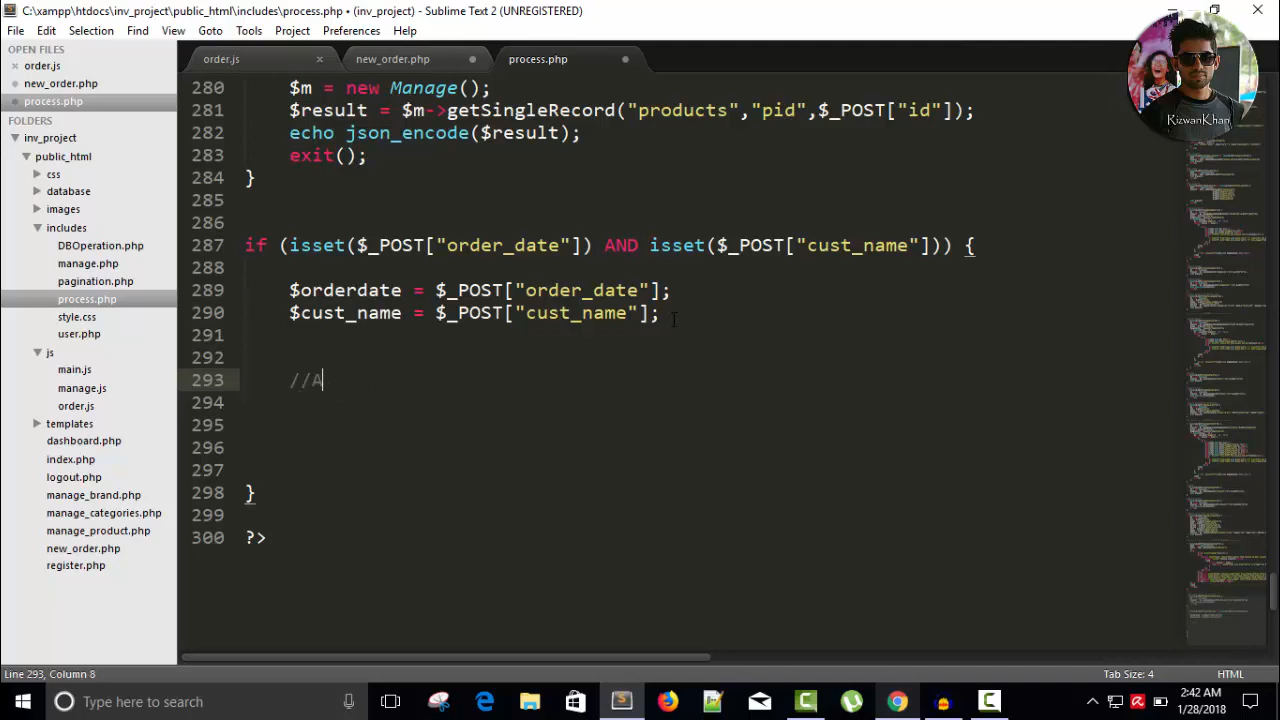 C:\xampp\htdocs\inv_project\public_html\includes\process.php • (inv_project) - Sublime Text 2 (UNREGISTERED)
File Edit Selection Find View Goto Tools Project Preferences Help
OPEN FILES
order.js
new_order.php
process.php
FOLDERS
inv_project
public_html
css
database
images
includes
DBOperation.php
manage.php
pagination.php
process.php
style.css
user.php
js
main.js
manage.js
order.js
templates
dashboard.php
index.php
logout.php
manage_brand.php
manage_categories.php
manage_product.php
new_order.php
register.php
order.js new_order.php process.php
RizwanKhan
280 $m = new Manage();
281 $result = $m->getSingleRecord("products","pid",$_POST["id"]);
282 echo json_encode($result);
283 exit();
284 }
285
286
287 if (isset($_POST["order_date"]) AND isset($_POST["cust_name"])) {
288
289 $orderdate = $_POST["order_date"];
290 $cust_name = $_POST["cust_name"];
291
292
293 //A
294
295
296
297
298 }
299
300 ?>
Line 293, Column 8 Tab Size: 4 HTML
Type here to search
2:42 AM
1/28/2018